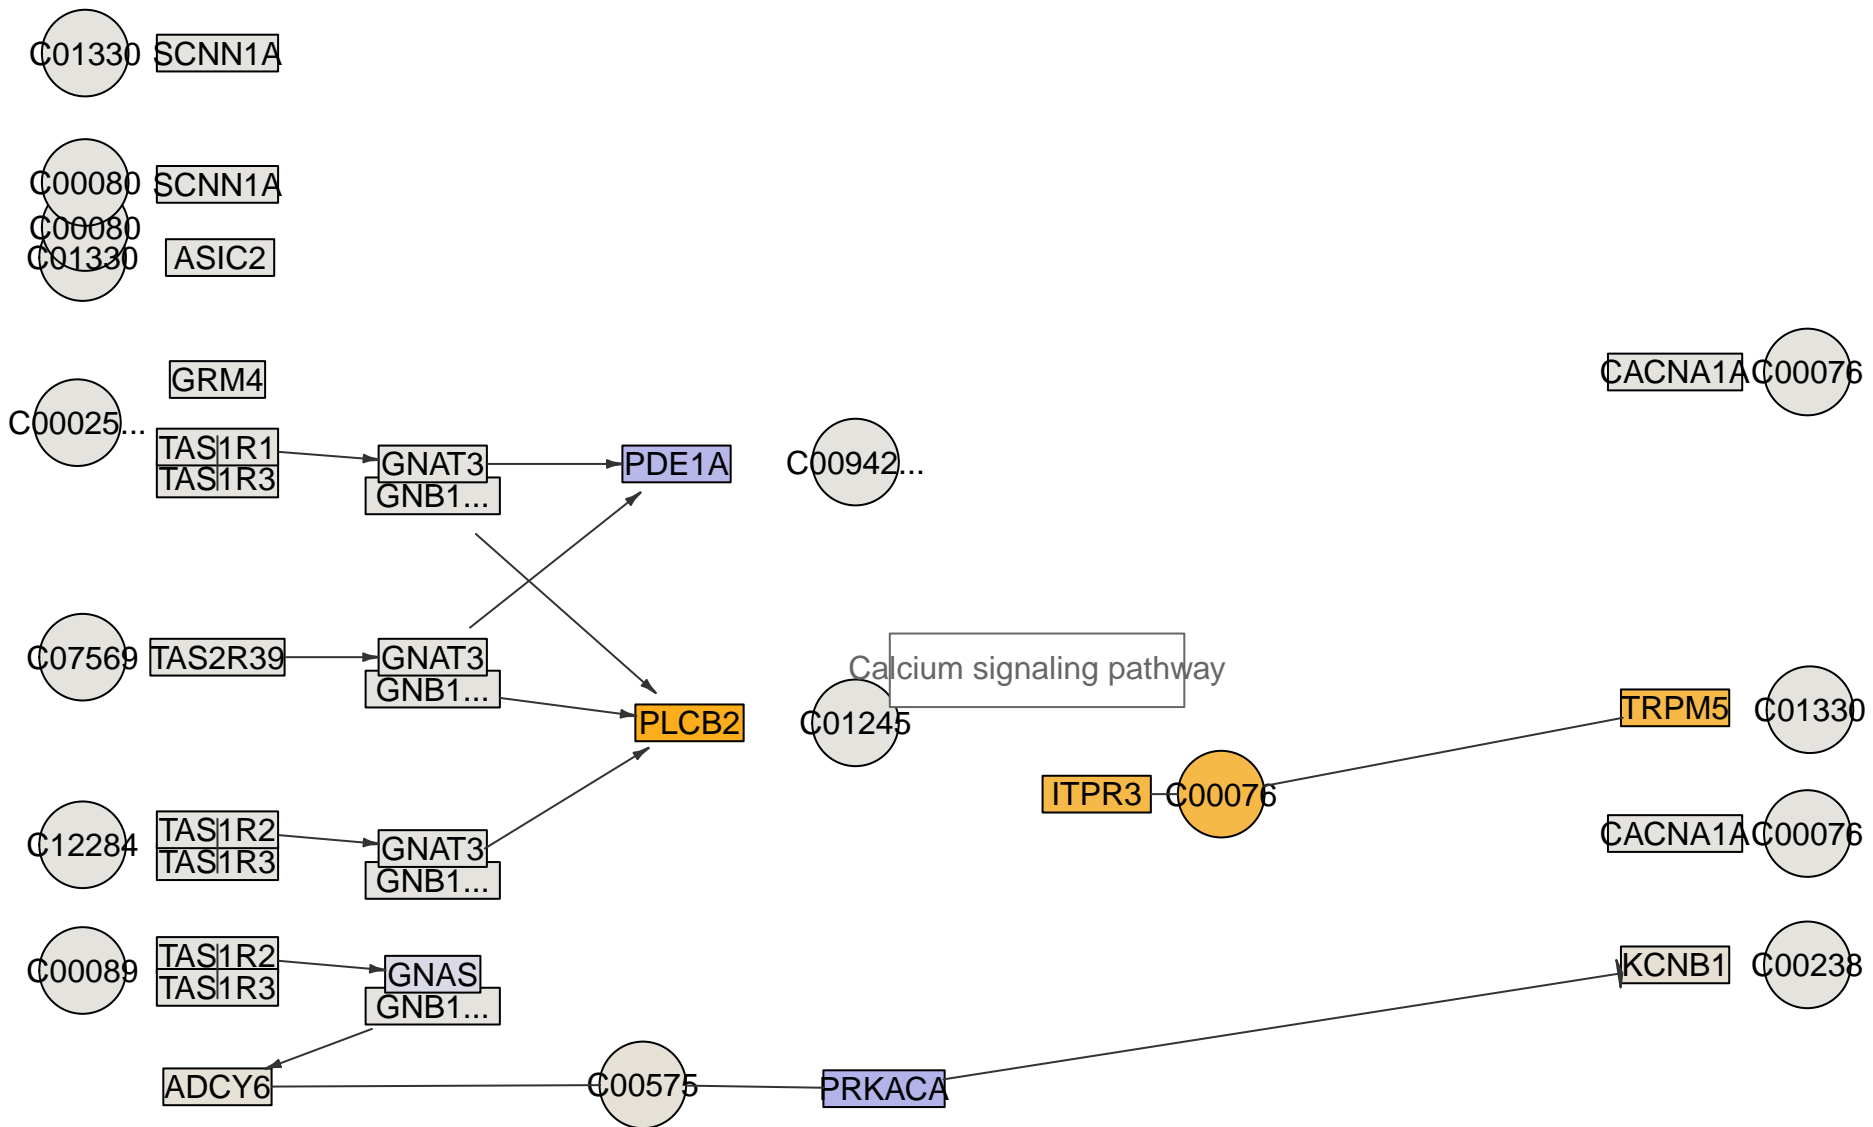 C01330 SCNN1A
C00080 SCNN1A
C00080
C01330 ASIC2
GRM4
CACNA1A C00076
C00025...
TAS1R1
GNAT3 PDE1A C00942...
TAS1R3
GNB1...
C07569 TAS2R39 GNAT3
Calcium signaling pathway
GNB1...
PLCB2 C01245
TRPM5 C01330
ITPR3 C00076
TAS1R2
C12284 GNAT3
CACNA1A C00076
TAS1R3
GNB1...
TAS1R2
C00089 GNAS
KCNB1 C00238
TAS1R3
GNB1...
ADCY6 C00575 PRKACA